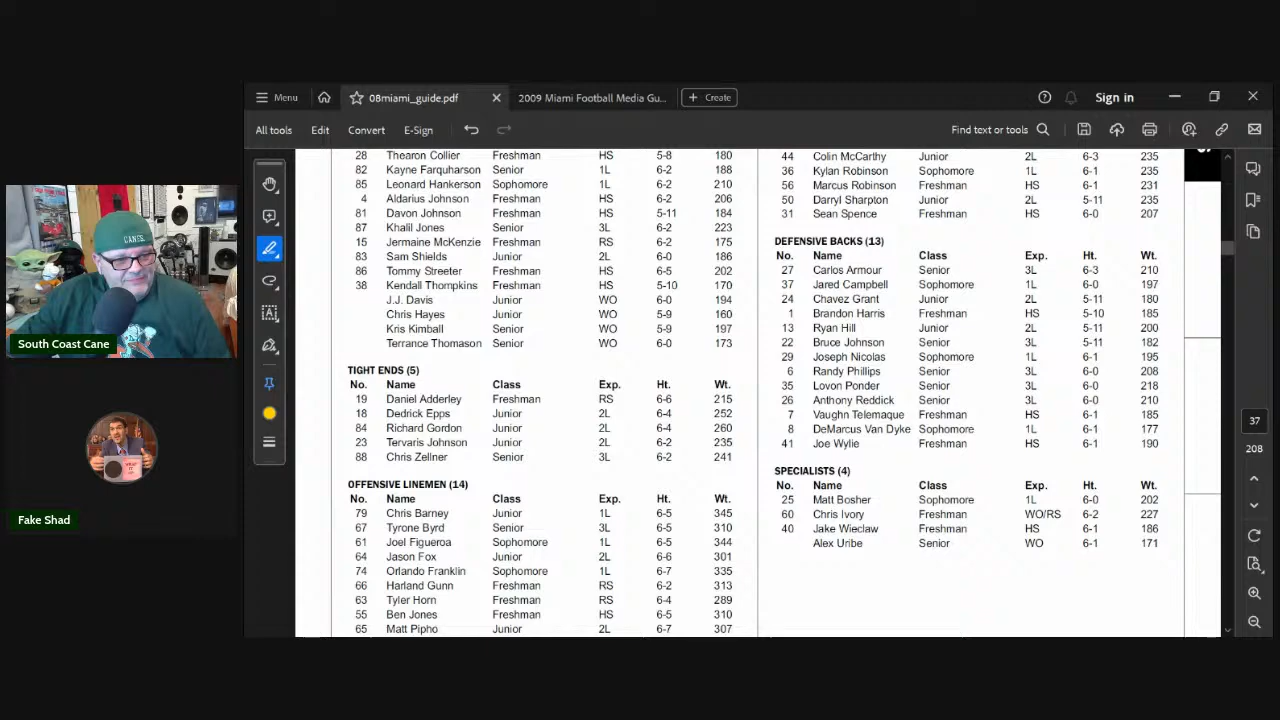 Menu
08miami_guide.pdf
2009 Miami Football Media Gu...
Create
Sign in
All tools
Edit
Convert
E-Sign
Find text or tools
28 Thearon Collier Freshman HS 5-8 180
82 Kayne Farquharson Senior 1L 6-2 188
85 Leonard Hankerson Sophomore 1L 6-2 210
4 Aldarius Johnson Freshman HS 6-2 206
81 Davon Johnson Freshman HS 5-11 184
87 Khalil Jones Senior 3L 6-2 223
15 Jermaine McKenzie Freshman RS 6-2 175
83 Sam Shields Junior 2L 6-0 186
86 Tommy Streeter Freshman HS 6-5 202
38 Kendall Thompkins Freshman HS 5-10 170
J.J. Davis Junior WO 6-0 194
Chris Hayes Junior WO 5-9 160
Kris Kimball Senior WO 5-9 197
Terrance Thomason Senior WO 6-0 173
TIGHT ENDS (5)
No. Name Class Exp. Ht. Wt.
19 Daniel Adderley Freshman RS 6-6 215
18 Dedrick Epps Junior 2L 6-4 252
84 Richard Gordon Junior 2L 6-4 260
23 Tervaris Johnson Junior 2L 6-2 235
88 Chris Zellner Senior 3L 6-2 241
OFFENSIVE LINEMEN (14)
No. Name Class Exp. Ht. Wt.
79 Chris Barney Junior 1L 6-5 345
67 Tyrone Byrd Senior 3L 6-5 310
61 Joel Figueroa Sophomore 1L 6-5 344
64 Jason Fox Junior 2L 6-6 301
74 Orlando Franklin Sophomore 1L 6-7 335
66 Harland Gunn Freshman RS 6-2 313
63 Tyler Horn Freshman RS 6-4 289
55 Ben Jones Freshman HS 6-5 310
65 Matt Pipho Junior 2L 6-7 307
44 Colin McCarthy Junior 2L 6-3 235
36 Kylan Robinson Sophomore 1L 6-1 235
56 Marcus Robinson Freshman HS 6-1 231
50 Darryl Sharpton Junior 2L 5-11 235
31 Sean Spence Freshman HS 6-0 207
DEFENSIVE BACKS (13)
No. Name Class Exp. Ht. Wt.
27 Carlos Armour Senior 3L 6-3 210
37 Jared Campbell Sophomore 1L 6-0 197
24 Chavez Grant Junior 2L 5-11 180
1 Brandon Harris Freshman HS 5-10 185
13 Ryan Hill Junior 2L 5-11 200
22 Bruce Johnson Senior 3L 5-11 182
29 Joseph Nicolas Sophomore 1L 6-1 195
6 Randy Phillips Senior 3L 6-0 208
35 Lovon Ponder Senior 3L 6-0 218
26 Anthony Reddick Senior 3L 6-0 210
7 Vaughn Telemaque Freshman HS 6-1 185
8 DeMarcus Van Dyke Sophomore 1L 6-1 177
41 Joe Wylie Freshman HS 6-1 190
SPECIALISTS (4)
No. Name Class Exp. Ht. Wt.
25 Matt Bosher Sophomore 1L 6-0 202
60 Chris Ivory Freshman WO/RS 6-2 227
40 Jake Wieclaw Freshman HS 6-1 186
Alex Uribe Senior WO 6-1 171
37
208
CANES
South Coast Cane
Fake Shad